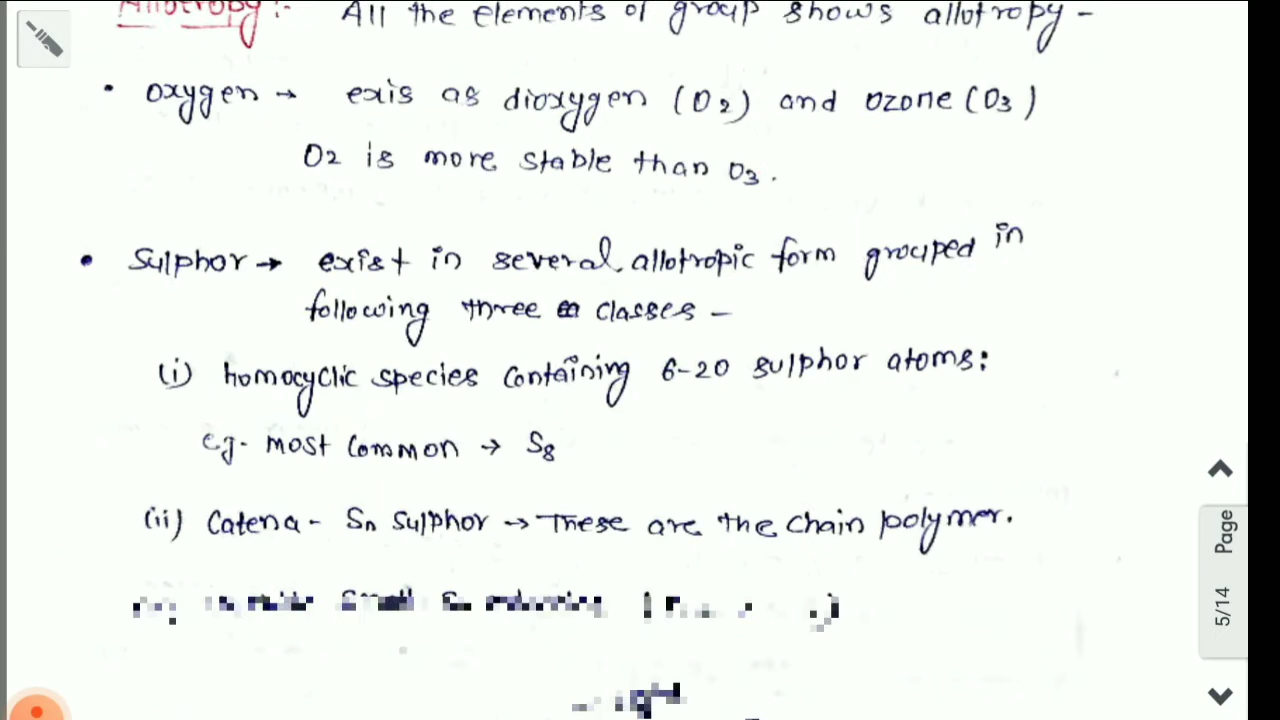 Allotropy :- All the elements of group shows allotropy -
• oxygen → exis as dioxygen (O2) and ozone (O3)
O2 is more stable than O3.
• Sulphor → exist in several allotropic form grouped in
following three classes -
(i) homocyclic species containing 6-20 sulphor atoms:
e.g- most common → S8
(ii) Catena - Sn sulphor → These are the chain polymer.
Page
5/14